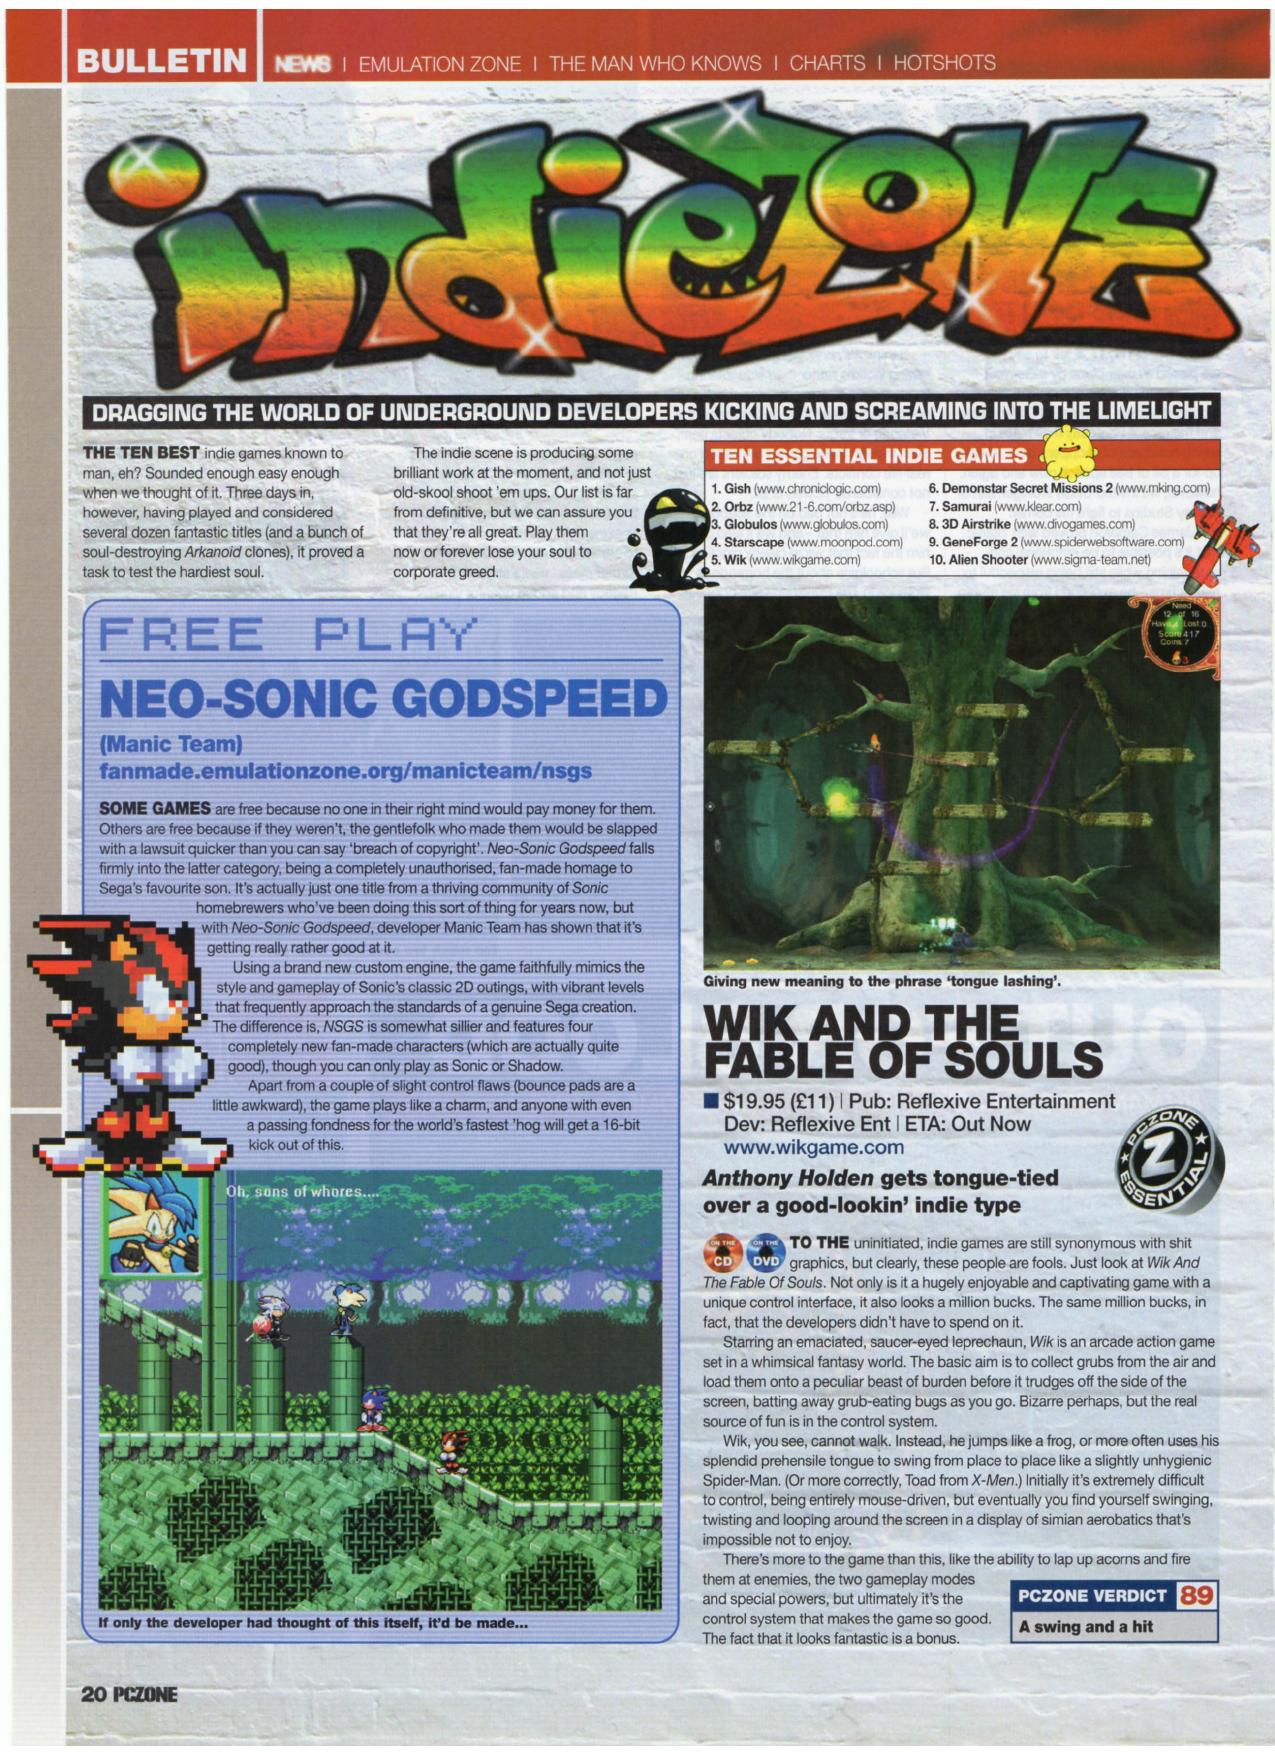 BULLETIN
NEWS | EMULATION ZONE | THE MAN WHO KNOWS | CHARTS | HOTSHOTS
indieZONE
DRAGGING THE WORLD OF UNDERGROUND DEVELOPERS KICKING AND SCREAMING INTO THE LIMELIGHT
THE TEN BEST indie games known to
man, eh? Sounded enough easy enough
when we thought of it. Three days in,
however, having played and considered
several dozen fantastic titles (and a bunch of
soul-destroying Arkanoid clones), it proved a
task to test the hardiest soul.
The indie scene is producing some
brilliant work at the moment, and not just
old-skool shoot 'em ups. Our list is far
from definitive, but we can assure you
that they're all great. Play them
now or forever lose your soul to
corporate greed.
TEN ESSENTIAL INDIE GAMES
1. Gish (www.chroniclogic.com)
2. Orbz (www.21-6.com/orbz.asp)
3. Globulos (www.globulos.com)
4. Starscape (www.moonpod.com)
5. Wik (www.wikgame.com)
6. Demonstar Secret Missions 2 (www.mking.com)
7. Samurai (www.klear.com)
8. 3D Airstrike (www.divogames.com)
9. GeneForge 2 (www.spiderwebsoftware.com)
10. Alien Shooter (www.sigma-team.net)
FREE PLAY
NEO-SONIC GODSPEED
(Manic Team)
fanmade.emulationzone.org/manicteam/nsgs
SOME GAMES are free because no one in their right mind would pay money for them.
Others are free because if they weren't, the gentlefolk who made them would be slapped
with a lawsuit quicker than you can say 'breach of copyright'. Neo-Sonic Godspeed falls
firmly into the latter category, being a completely unauthorised, fan-made homage to
Sega's favourite son. It's actually just one title from a thriving community of Sonic
homebrewers who've been doing this sort of thing for years now, but
with Neo-Sonic Godspeed, developer Manic Team has shown that it's
getting really rather good at it.
Using a brand new custom engine, the game faithfully mimics the
style and gameplay of Sonic's classic 2D outings, with vibrant levels
that frequently approach the standards of a genuine Sega creation.
The difference is, NSGS is somewhat sillier and features four
completely new fan-made characters (which are actually quite
good), though you can only play as Sonic or Shadow.
Apart from a couple of slight control flaws (bounce pads are a
little awkward), the game plays like a charm, and anyone with even
a passing fondness for the world's fastest 'hog will get a 16-bit
kick out of this.
Oh, sons of whores....
If only the developer had thought of this itself, it'd be made...
Need
12 of 16
Have 4 Lost 0
Score 417
Coins 7
3
Giving new meaning to the phrase 'tongue lashing'.
WIK AND THE
FABLE OF SOULS
$19.95 (£11) | Pub: Reflexive Entertainment
Dev: Reflexive Ent | ETA: Out Now
www.wikgame.com
PCZONE
Z
ESSENTIAL
Anthony Holden gets tongue-tied
over a good-lookin' indie type
ON THE CD ON THE DVD TO THE uninitiated, indie games are still synonymous with shit
graphics, but clearly, these people are fools. Just look at Wik And
The Fable Of Souls. Not only is it a hugely enjoyable and captivating game with a
unique control interface, it also looks a million bucks. The same million bucks, in
fact, that the developers didn't have to spend on it.
Starring an emaciated, saucer-eyed leprechaun, Wik is an arcade action game
set in a whimsical fantasy world. The basic aim is to collect grubs from the air and
load them onto a peculiar beast of burden before it trudges off the side of the
screen, batting away grub-eating bugs as you go. Bizarre perhaps, but the real
source of fun is in the control system.
Wik, you see, cannot walk. Instead, he jumps like a frog, or more often uses his
splendid prehensile tongue to swing from place to place like a slightly unhygienic
Spider-Man. (Or more correctly, Toad from X-Men.) Initially it's extremely difficult
to control, being entirely mouse-driven, but eventually you find yourself swinging,
twisting and looping around the screen in a display of simian aerobatics that's
impossible not to enjoy.
There's more to the game than this, like the ability to lap up acorns and fire
them at enemies, the two gameplay modes
and special powers, but ultimately it's the
control system that makes the game so good.
The fact that it looks fantastic is a bonus.
PCZONE VERDICT 89
A swing and a hit
20 PCZONE